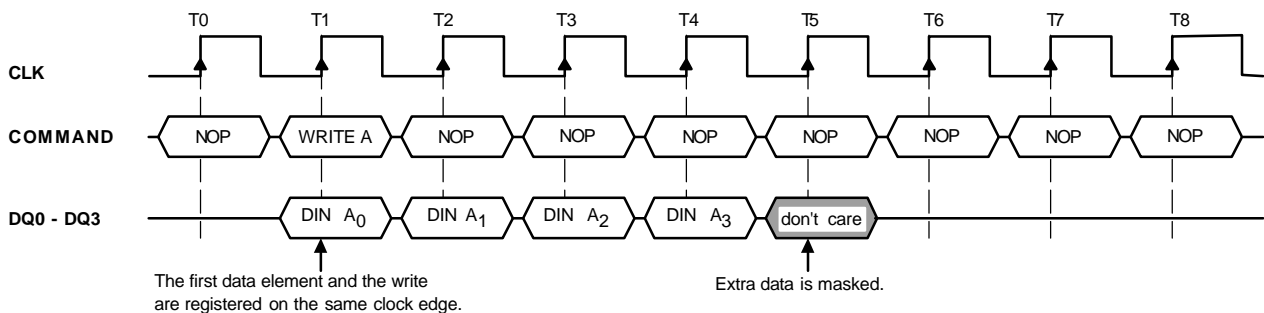 T0 T1 T2 T3 T4 T5 T6 T7 T8
CLK
COMMAND NOP WRITE A NOP NOP NOP NOP NOP NOP NOP
DQ0 - DQ3 DIN A0 DIN A1 DIN A2 DIN A3 don't care
The first data element and the write
are registered on the same clock edge.
Extra data is masked.